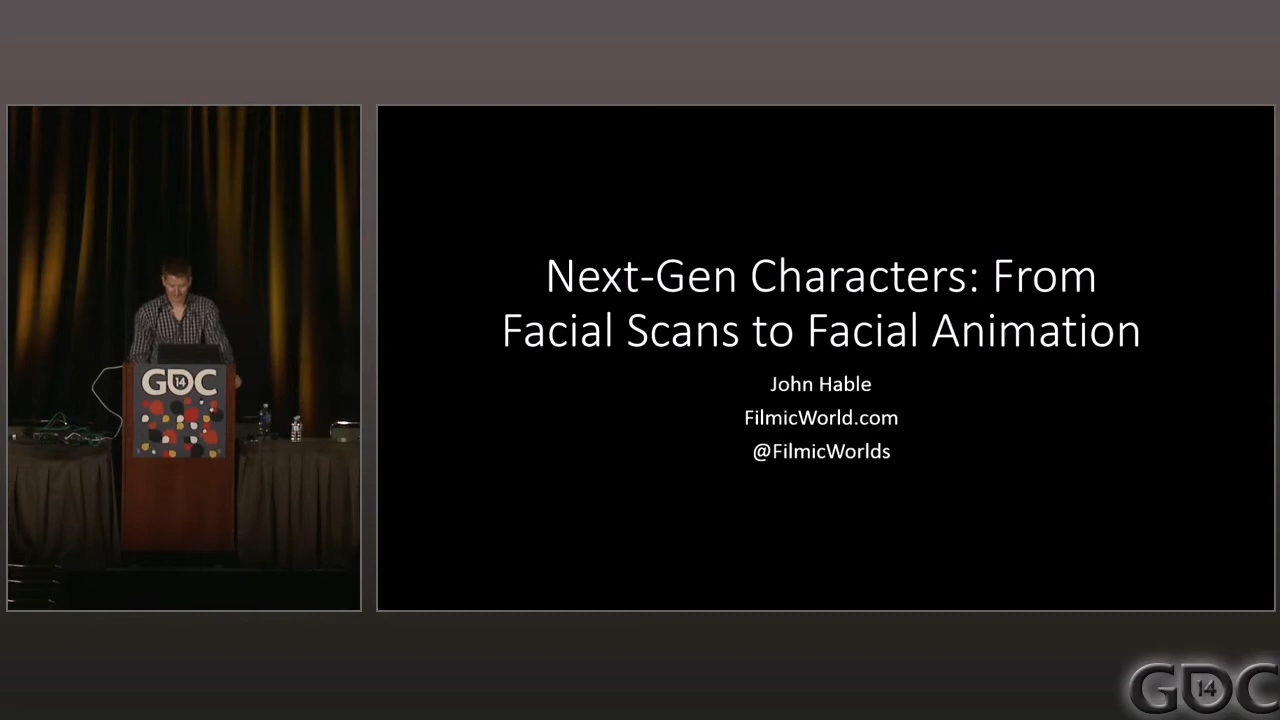 GDC
14
Next-Gen Characters: From
Facial Scans to Facial Animation
John Hable
FilmicWorld.com
@FilmicWorlds
GDC
14